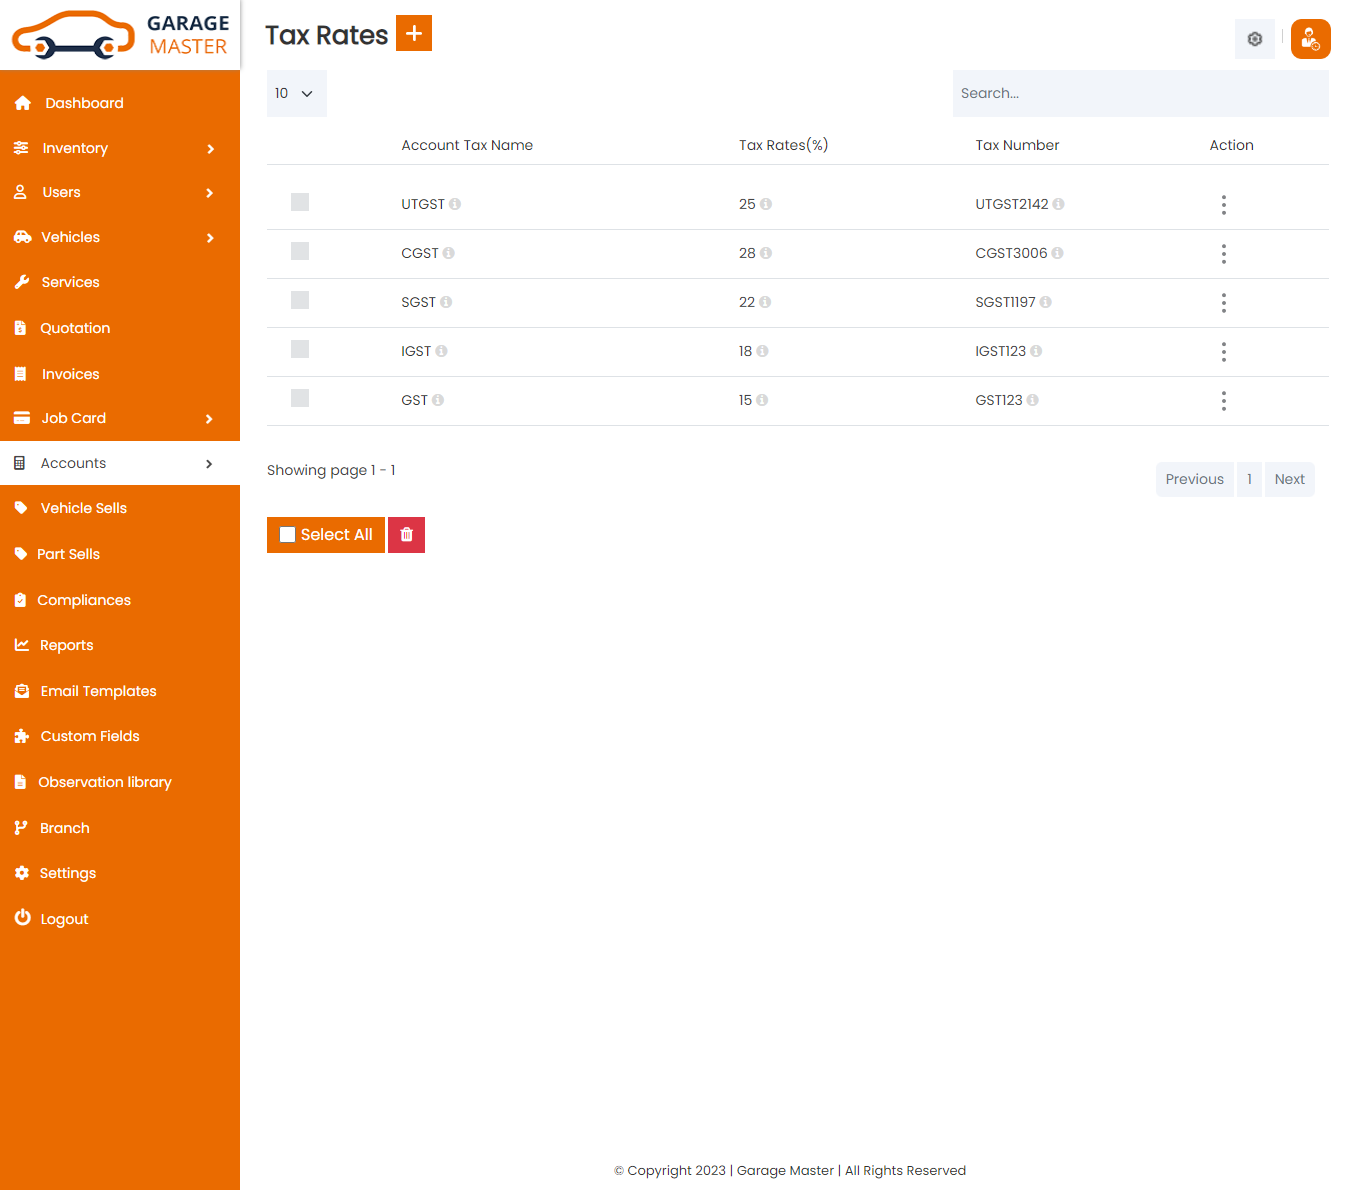 GARAGE
MASTER
Dashboard
Inventory
Users
Vehicles
Services
Quotation
Invoices
Job Card
Accounts
Vehicle Sells
Part Sells
Compliances
Reports
Email Templates
Custom Fields
Observation library
Branch
Settings
Logout
Tax Rates +
10
Search...
Account Tax Name Tax Rates(%) Tax Number Action
UTGST 25 UTGST2142
CGST 28 CGST3006
SGST 22 SGST1197
IGST 18 IGST123
GST 15 GST123
Showing page 1 - 1
Previous 1 Next
Select All
© Copyright 2023 | Garage Master | All Rights Reserved